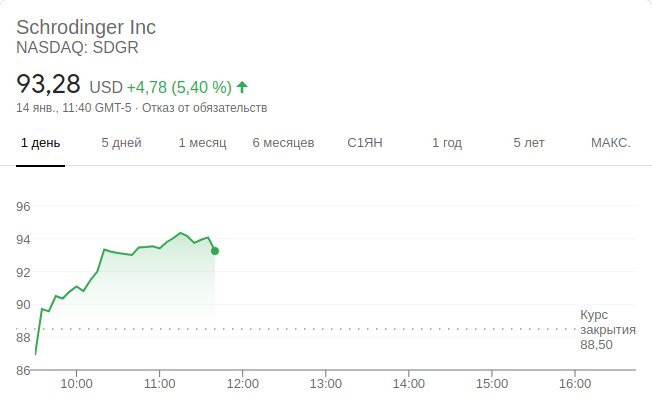 Schrodinger Inc
NASDAQ: SDGR
93,28 USD +4,78 (5,40 %)
14 янв., 11:40 GMT-5 · Отказ от обязательств
1 день 5 дней 1 месяц 6 месяцев С1ЯН 1 год 5 лет МАКС.
96
94
92
90
Курс
закрытия
88,50
88
86
10:00 11:00 12:00 13:00 14:00 15:00 16:00